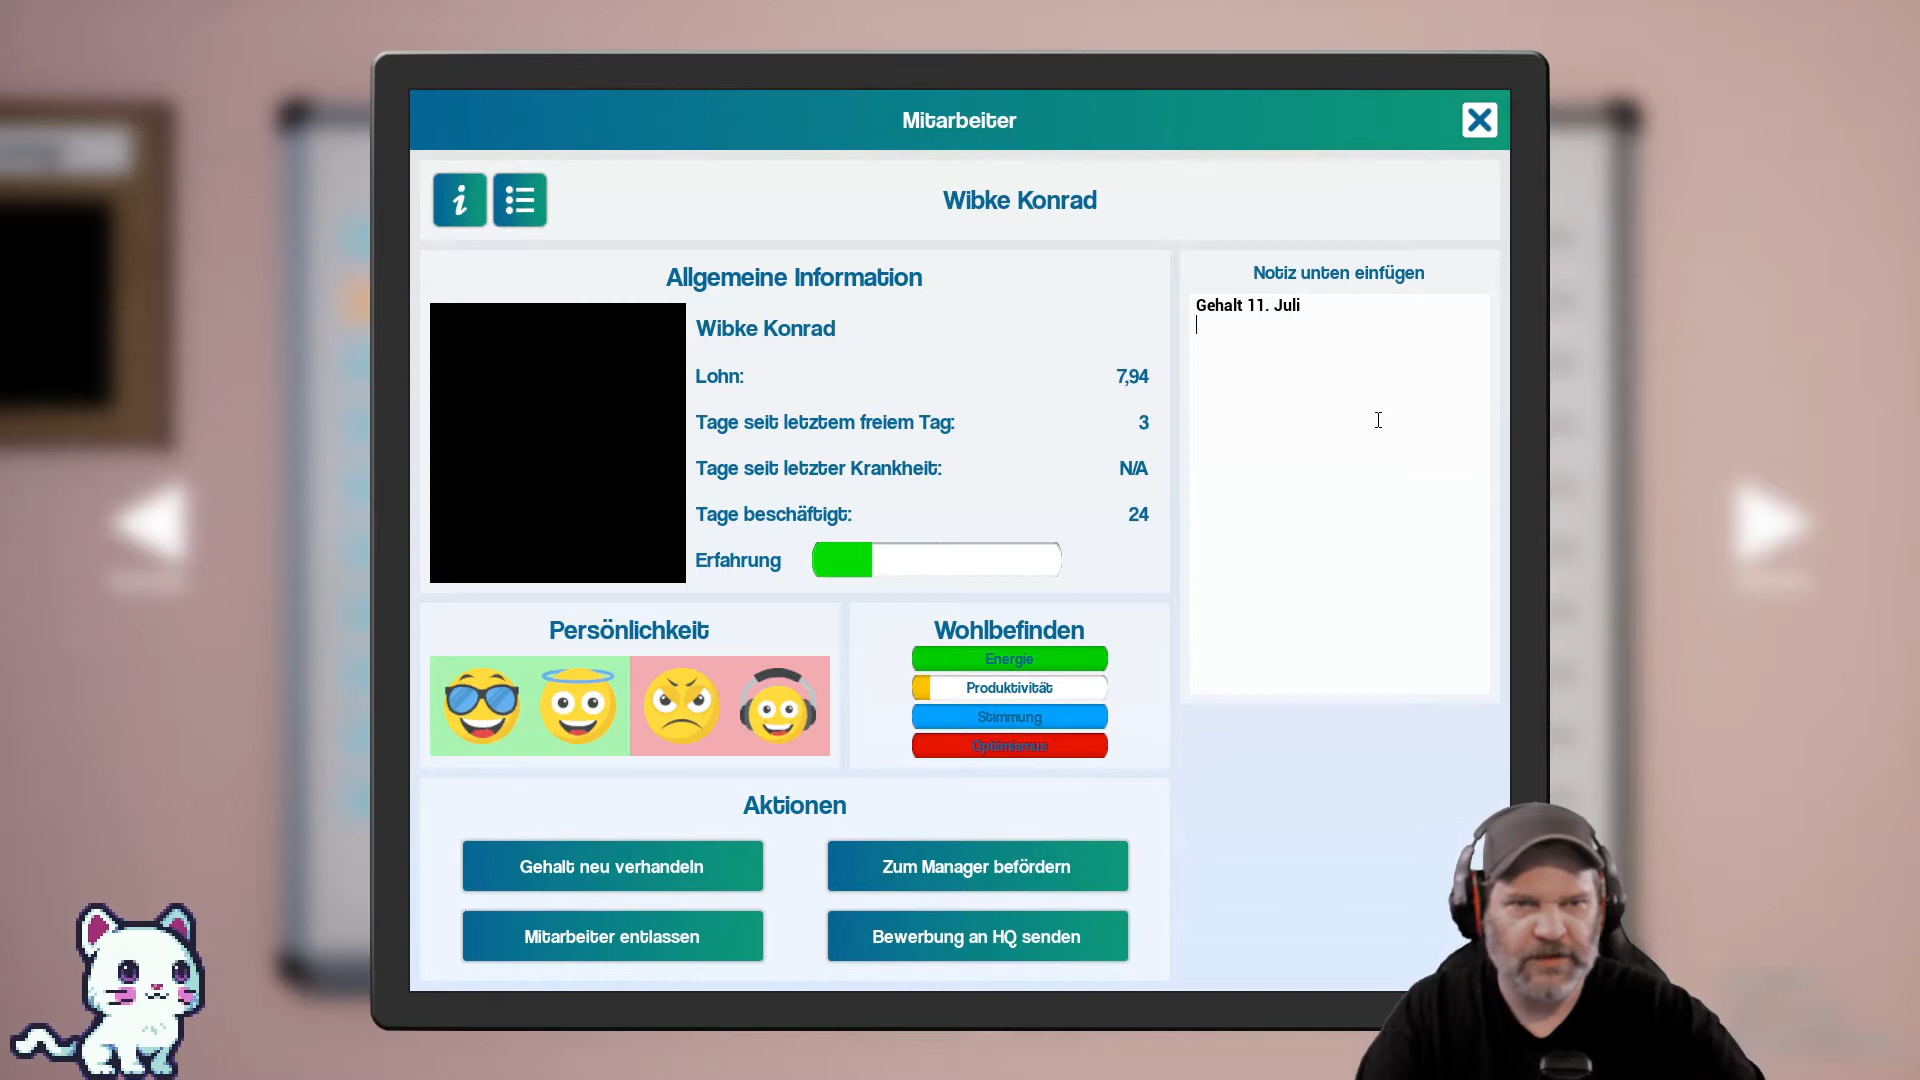 Mitarbeiter
Wibke Konrad
Allgemeine Information
Wibke Konrad
Lohn: 7,94
Tage seit letztem freiem Tag: 3
Tage seit letzter Krankheit: N/A
Tage beschäftigt: 24
Erfahrung
Persönlichkeit
Wohlbefinden
Energie
Produktivität
Stimmung
Optimismus
Aktionen
Gehalt neu verhandeln
Zum Manager befördern
Mitarbeiter entlassen
Bewerbung an HQ senden
Notiz unten einfügen
Gehalt 11. Juli